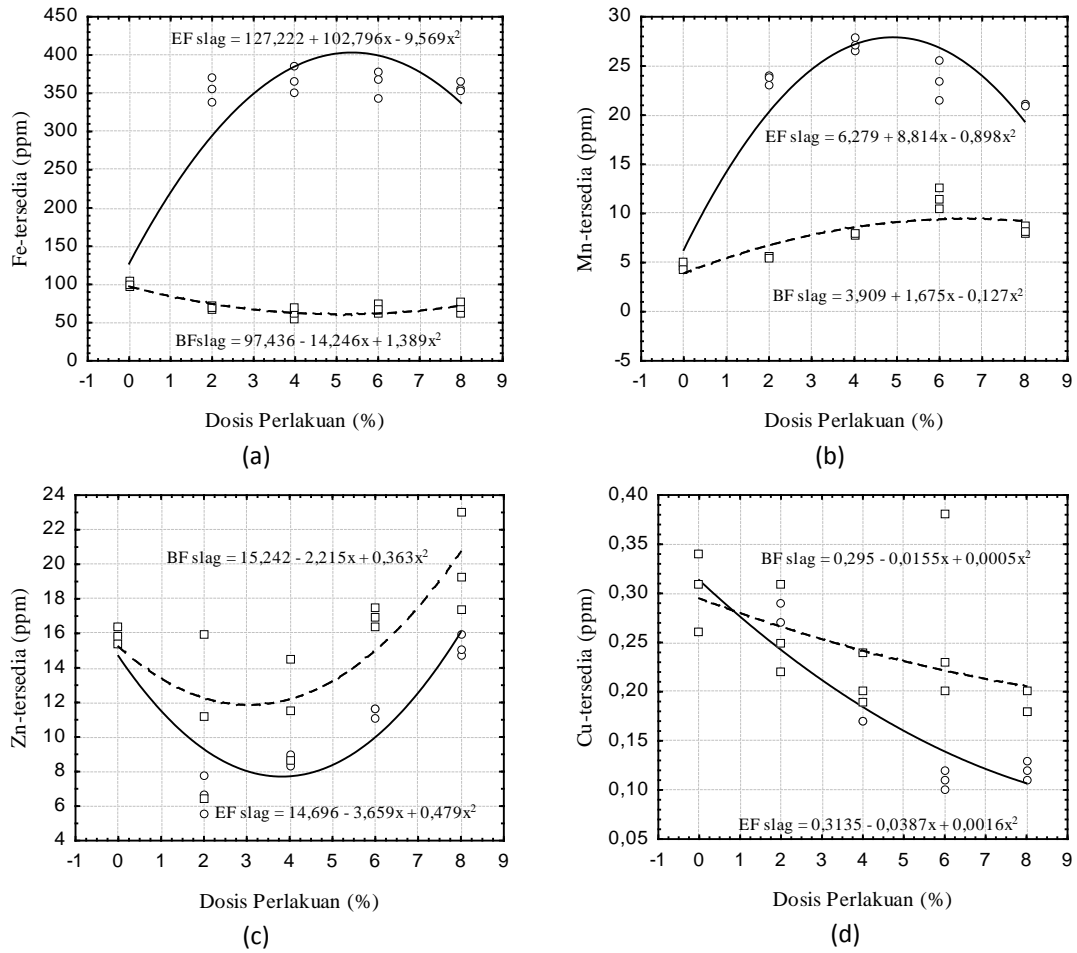 450
400
350
300
250
200
150
100
50
0
Fe-tersedia (ppm)
EF slag = 127,222 + 102,796x - 9,569x²
BFslag = 97,436 - 14,246x + 1,389x²
-1 0 1 2 3 4 5 6 7 8 9
Dosis Perlakuan (%)
(a)
30
25
20
15
10
5
0
-5
Mn-tersedia (ppm)
EF slag = 6,279 + 8,814x - 0,898x²
BF slag = 3,909 + 1,675x - 0,127x²
-1 0 1 2 3 4 5 6 7 8 9
Dosis Perlakuan (%)
(b)
24
22
20
18
16
14
12
10
8
6
4
Zn-tersedia (ppm)
BF slag = 15,242 - 2,215x + 0,363x²
EF slag = 14,696 - 3,659x + 0,479x²
-1 0 1 2 3 4 5 6 7 8 9
Dosis Perlakuan (%)
(c)
0,40
0,35
0,30
0,25
0,20
0,15
0,10
0,05
Cu-tersedia (ppm)
BF slag = 0,295 - 0,0155x + 0,0005x²
EF slag = 0,3135 - 0,0387x + 0,0016x²
-1 0 1 2 3 4 5 6 7 8 9
Dosis Perlakuan (%)
(d)